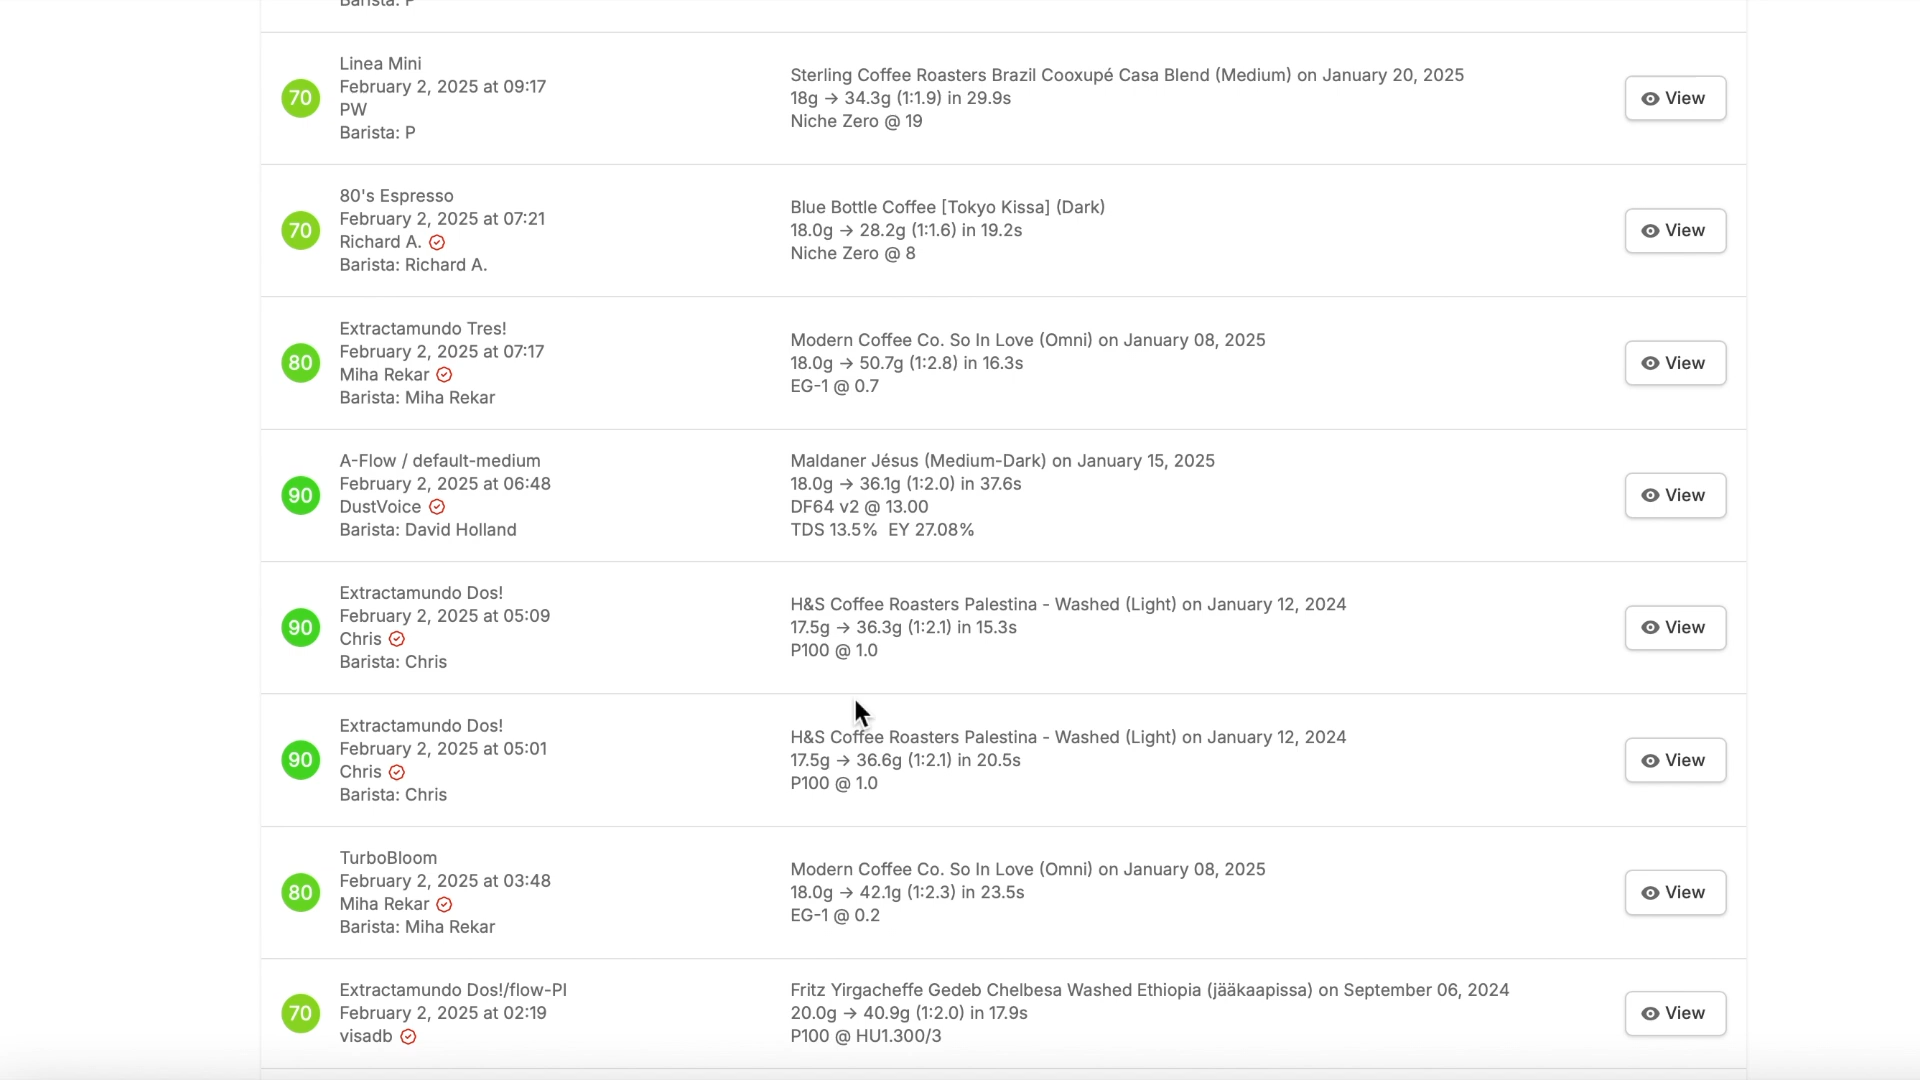 Barista: P
70
Linea Mini
February 2, 2025 at 09:17
PW
Barista: P
Sterling Coffee Roasters Brazil Cooxupé Casa Blend (Medium) on January 20, 2025
18g → 34.3g (1:1.9) in 29.9s
Niche Zero @ 19
View
70
80's Espresso
February 2, 2025 at 07:21
Richard A.
Barista: Richard A.
Blue Bottle Coffee [Tokyo Kissa] (Dark)
18.0g → 28.2g (1:1.6) in 19.2s
Niche Zero @ 8
View
80
Extractamundo Tres!
February 2, 2025 at 07:17
Miha Rekar
Barista: Miha Rekar
Modern Coffee Co. So In Love (Omni) on January 08, 2025
18.0g → 50.7g (1:2.8) in 16.3s
EG-1 @ 0.7
View
90
A-Flow / default-medium
February 2, 2025 at 06:48
DustVoice
Barista: David Holland
Maldaner Jésus (Medium-Dark) on January 15, 2025
18.0g → 36.1g (1:2.0) in 37.6s
DF64 v2 @ 13.00
TDS 13.5% EY 27.08%
View
90
Extractamundo Dos!
February 2, 2025 at 05:09
Chris
Barista: Chris
H&S Coffee Roasters Palestina - Washed (Light) on January 12, 2024
17.5g → 36.3g (1:2.1) in 15.3s
P100 @ 1.0
View
90
Extractamundo Dos!
February 2, 2025 at 05:01
Chris
Barista: Chris
H&S Coffee Roasters Palestina - Washed (Light) on January 12, 2024
17.5g → 36.6g (1:2.1) in 20.5s
P100 @ 1.0
View
80
TurboBloom
February 2, 2025 at 03:48
Miha Rekar
Barista: Miha Rekar
Modern Coffee Co. So In Love (Omni) on January 08, 2025
18.0g → 42.1g (1:2.3) in 23.5s
EG-1 @ 0.2
View
70
Extractamundo Dos!/flow-PI
February 2, 2025 at 02:19
visadb
Fritz Yirgacheffe Gedeb Chelbesa Washed Ethiopia (jääkaapissa) on September 06, 2024
20.0g → 40.9g (1:2.0) in 17.9s
P100 @ HU1.300/3
View